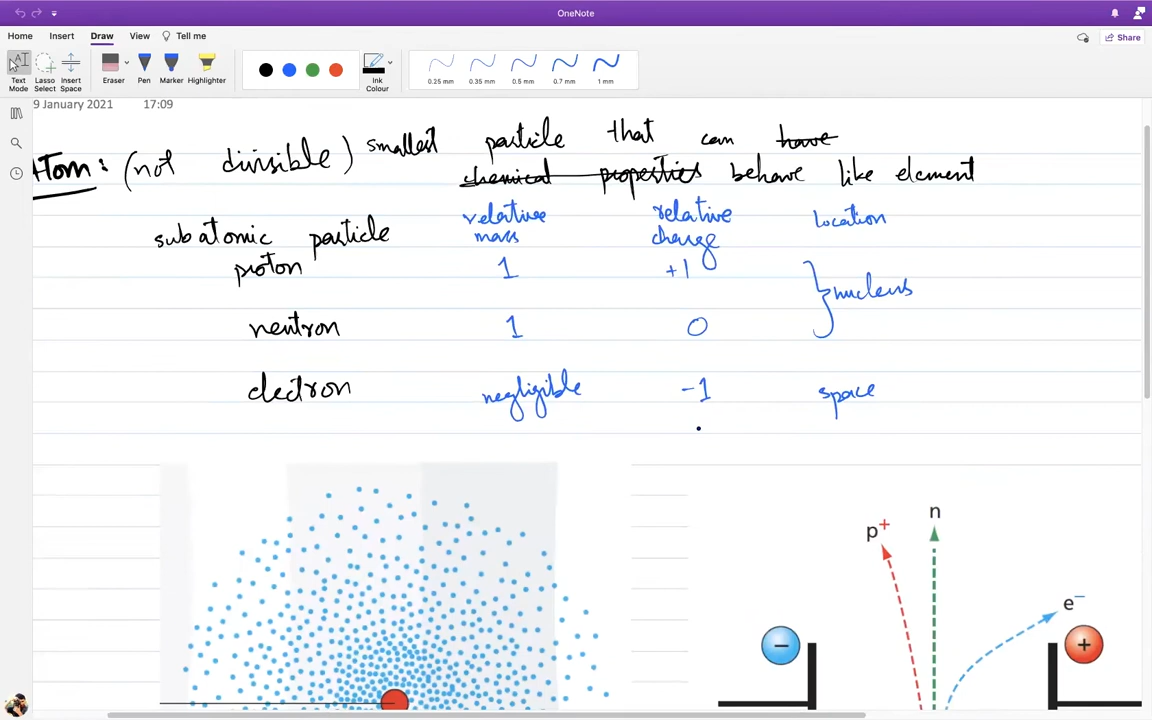 OneNote
Home Insert Draw View Tell me
Share
Text Mode
Lasso Select
Insert Space
Eraser
Pen
Marker
Highlighter
Ink Colour
0.25 mm 0.35 mm 0.5 mm 0.7 mm 1 mm
9 January 2021 17:09
Atom: (not divisible) smallest particle that can have
chemical properties behave like element
subatomic particle relative mass relative charge location
proton 1 +1 nucleus
neutron 1 0
electron negligible -1 space
n
p+
e−
− +